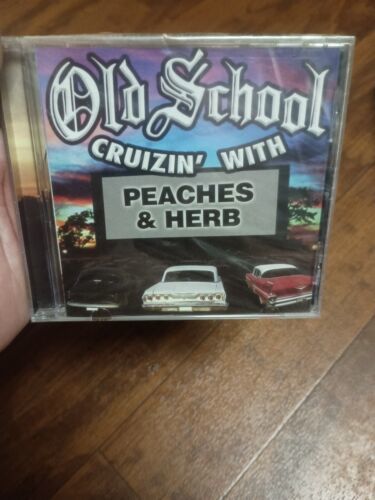 Old School
CRUIZIN' WITH
PEACHES
& HERB